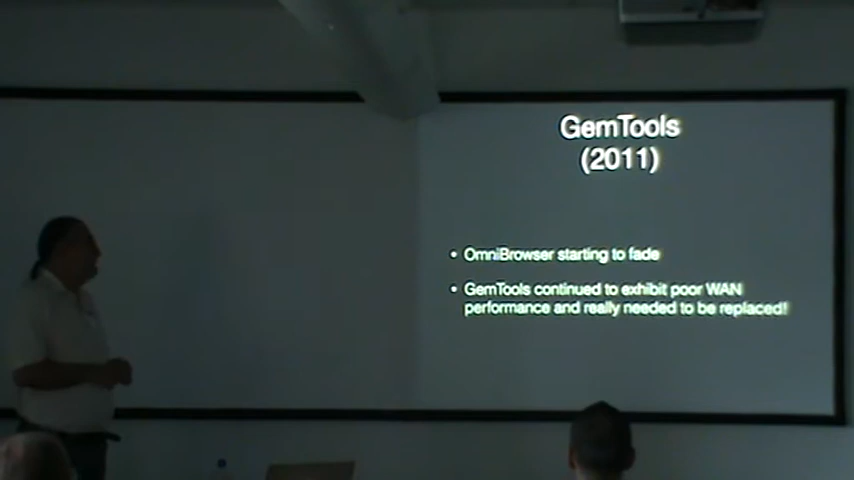 GemTools
(2011)
• OmniBrowser starting to fade
• GemTools continued to exhibit poor WAN
performance and really needed to be replaced!